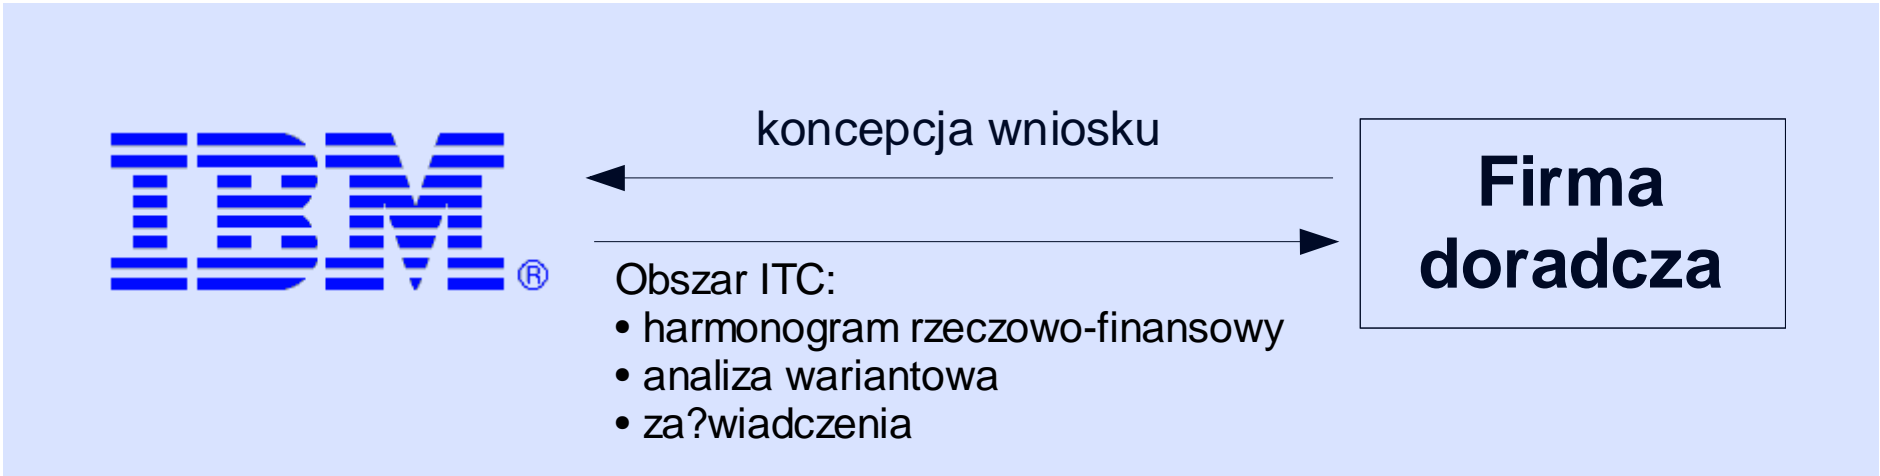 koncepcja wniosku
IBM®
Firma
doradcza
Obszar ITC:
• harmonogram rzeczowo-finansowy
• analiza wariantowa
• za?wiadczenia